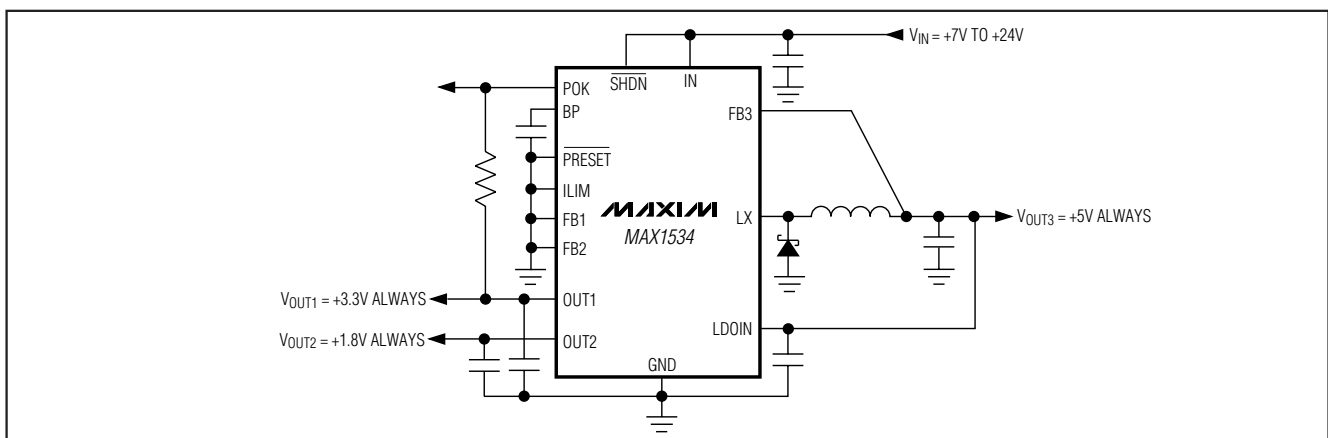 V_IN = +7V TO +24V
SHDN
IN
POK
BP
FB3
PRESET
ILIM
MAXIM
LX
V_OUT3 = +5V ALWAYS
FB1
MAX1534
FB2
V_OUT1 = +3.3V ALWAYS
OUT1
LDOIN
V_OUT2 = +1.8V ALWAYS
OUT2
GND